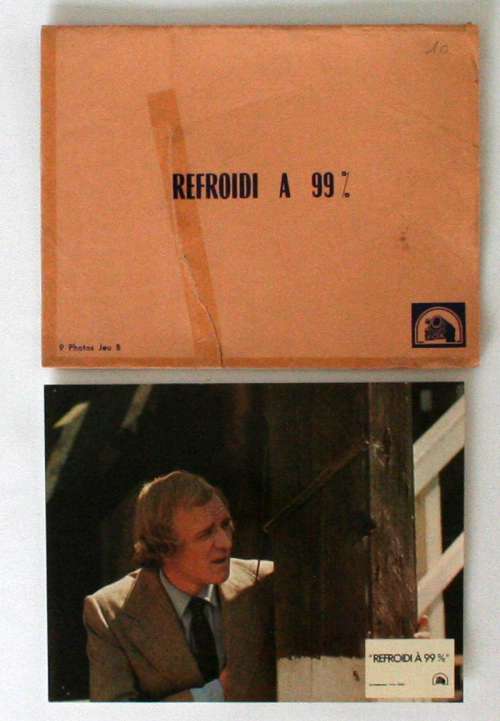 10
REFROIDI A 99 %
9 Photos Jeu B
"REFROIDI À 99 %"